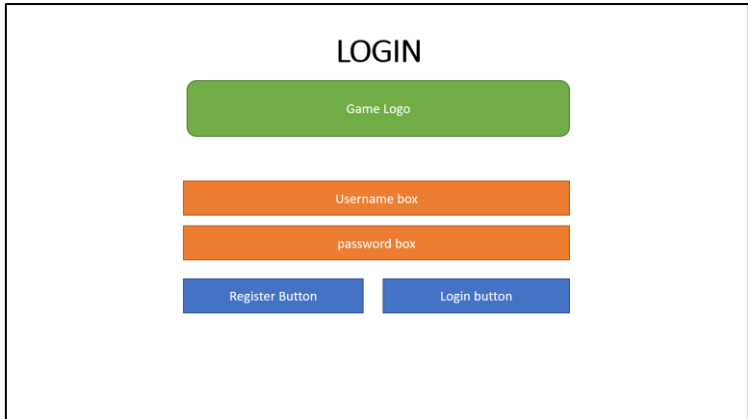 LOGIN
Game Logo
Username box
password box
Register Button
Login button